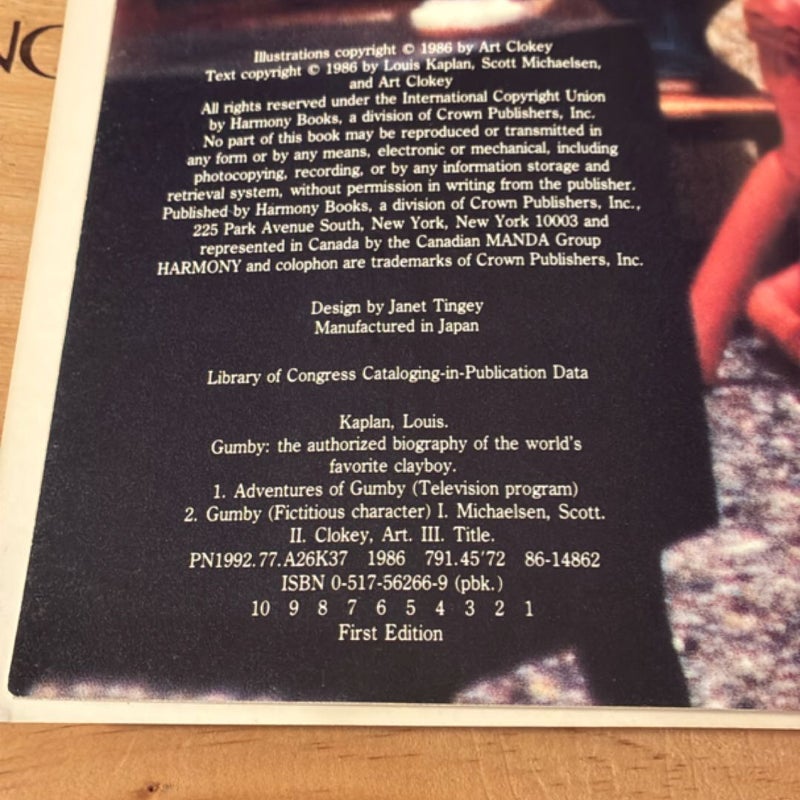 Illustrations copyright © 1986 by Art Clokey
Text copyright © 1986 by Louis Kaplan, Scott Michaelsen,
and Art Clokey
All rights reserved under the International Copyright Union
by Harmony Books, a division of Crown Publishers, Inc.
No part of this book may be reproduced or transmitted in
any form or by any means, electronic or mechanical, including
photocopying, recording, or by any information storage and
retrieval system, without permission in writing from the publisher.
Published by Harmony Books, a division of Crown Publishers, Inc.,
225 Park Avenue South, New York, New York 10003 and
represented in Canada by the Canadian MANDA Group
HARMONY and colophon are trademarks of Crown Publishers, Inc.
Design by Janet Tingey
Manufactured in Japan
Library of Congress Cataloging-in-Publication Data
Kaplan, Louis.
Gumby: the authorized biography of the world's
favorite clayboy.
1. Adventures of Gumby (Television program)
2. Gumby (Fictitious character) I. Michaelsen, Scott.
II. Clokey, Art. III. Title.
PN1992.77.A26K37 1986 791.45'72 86-14862
ISBN 0-517-56266-9 (pbk.)
10 9 8 7 6 5 4 3 2 1
First Edition